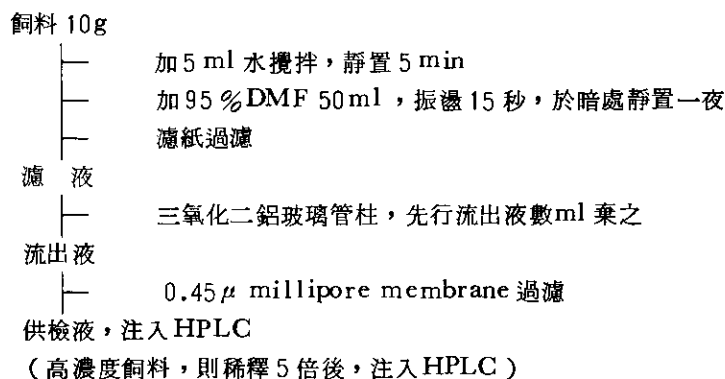 飼料 10g
加 5 ml 水攪拌，靜置 5 min
加 95 %DMF 50ml，振盪 15 秒，於暗處靜置一夜
濾紙過濾
濾 液
三氧化二鋁玻璃管柱，先行流出液數ml 棄之
流出液
0.45μ millipore membrane 過濾
供檢液，注入 HPLC
（高濃度飼料，則稀釋 5 倍後，注入HPLC）